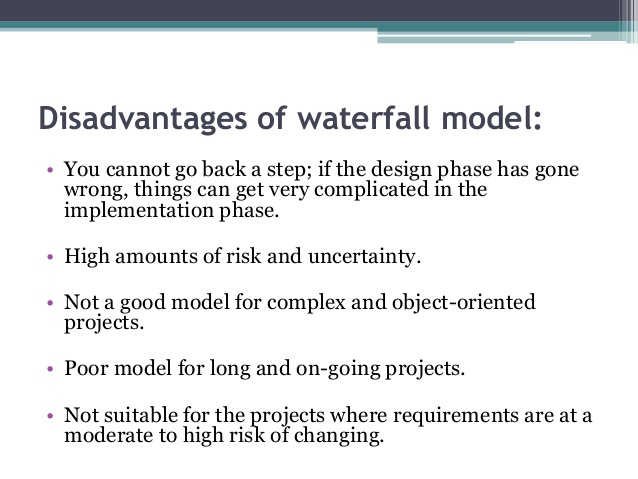 Disadvantages of waterfall model:
• You cannot go back a step; if the design phase has gone
wrong, things can get very complicated in the
implementation phase.
• High amounts of risk and uncertainty.
• Not a good model for complex and object-oriented
projects.
• Poor model for long and on-going projects.
• Not suitable for the projects where requirements are at a
moderate to high risk of changing.